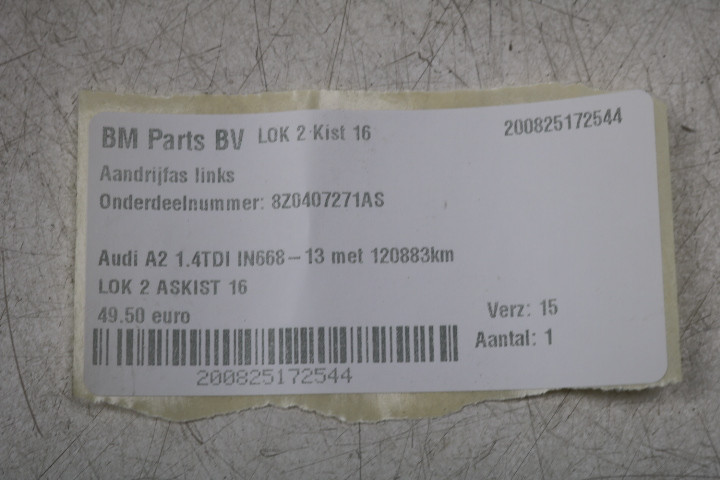 BM Parts BV LOK 2 Kist 16 200825172544
Aandrijfas links
Onderdeelnummer: 8Z0407271AS
Audi A2 1.4TDI IN668-13 met 120883km
LOK 2 ASKIST 16
49.50 euro Verz: 15
Aantal: 1
200825172544